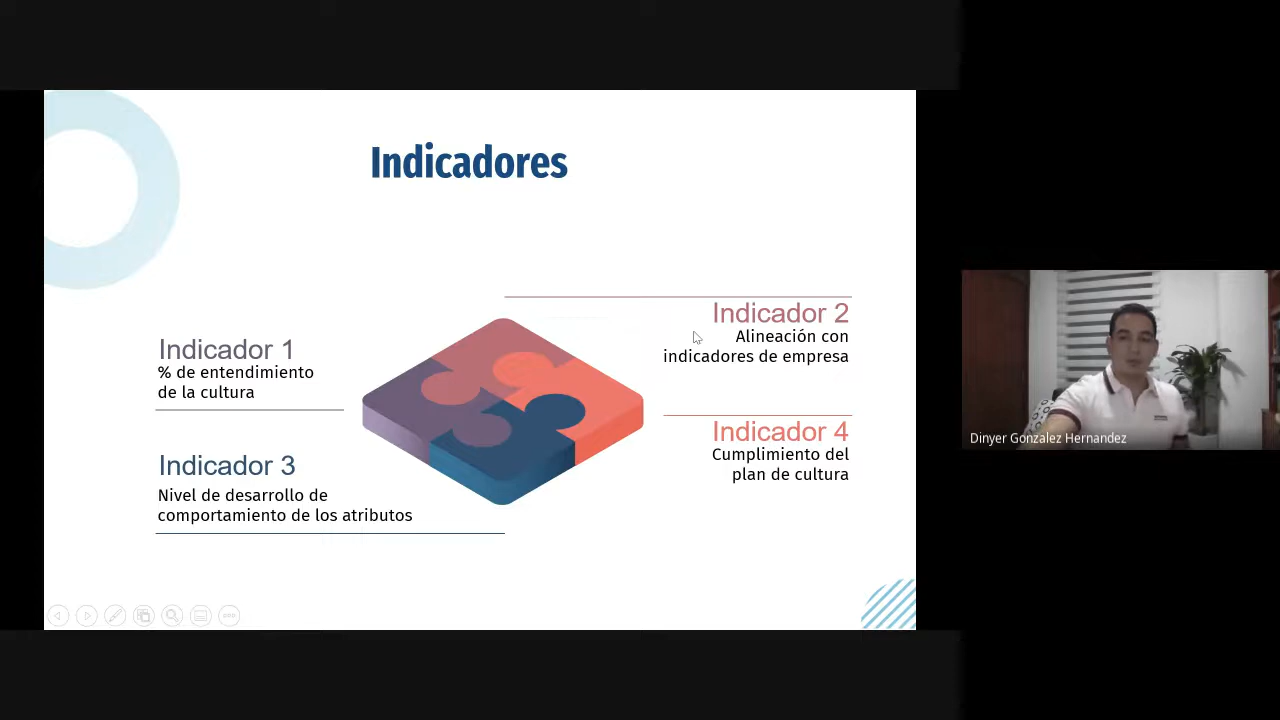 Indicadores
Indicador 1
% de entendimiento
de la cultura
Indicador 2
Alineación con
indicadores de empresa
Indicador 3
Nivel de desarrollo de
comportamiento de los atributos
Indicador 4
Cumplimiento del
plan de cultura
Dinyer Gonzalez Hernandez